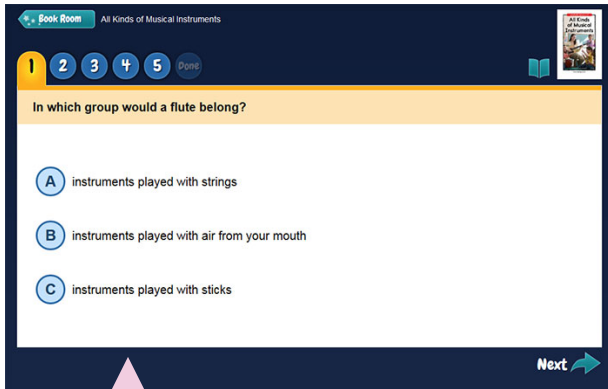 Book Room
All Kinds of Musical Instruments
All Kinds
of Musical
Instruments
1 2 3 4 5 Done
In which group would a flute belong?
A instruments played with strings
B instruments played with air from your mouth
C instruments played with sticks
Next